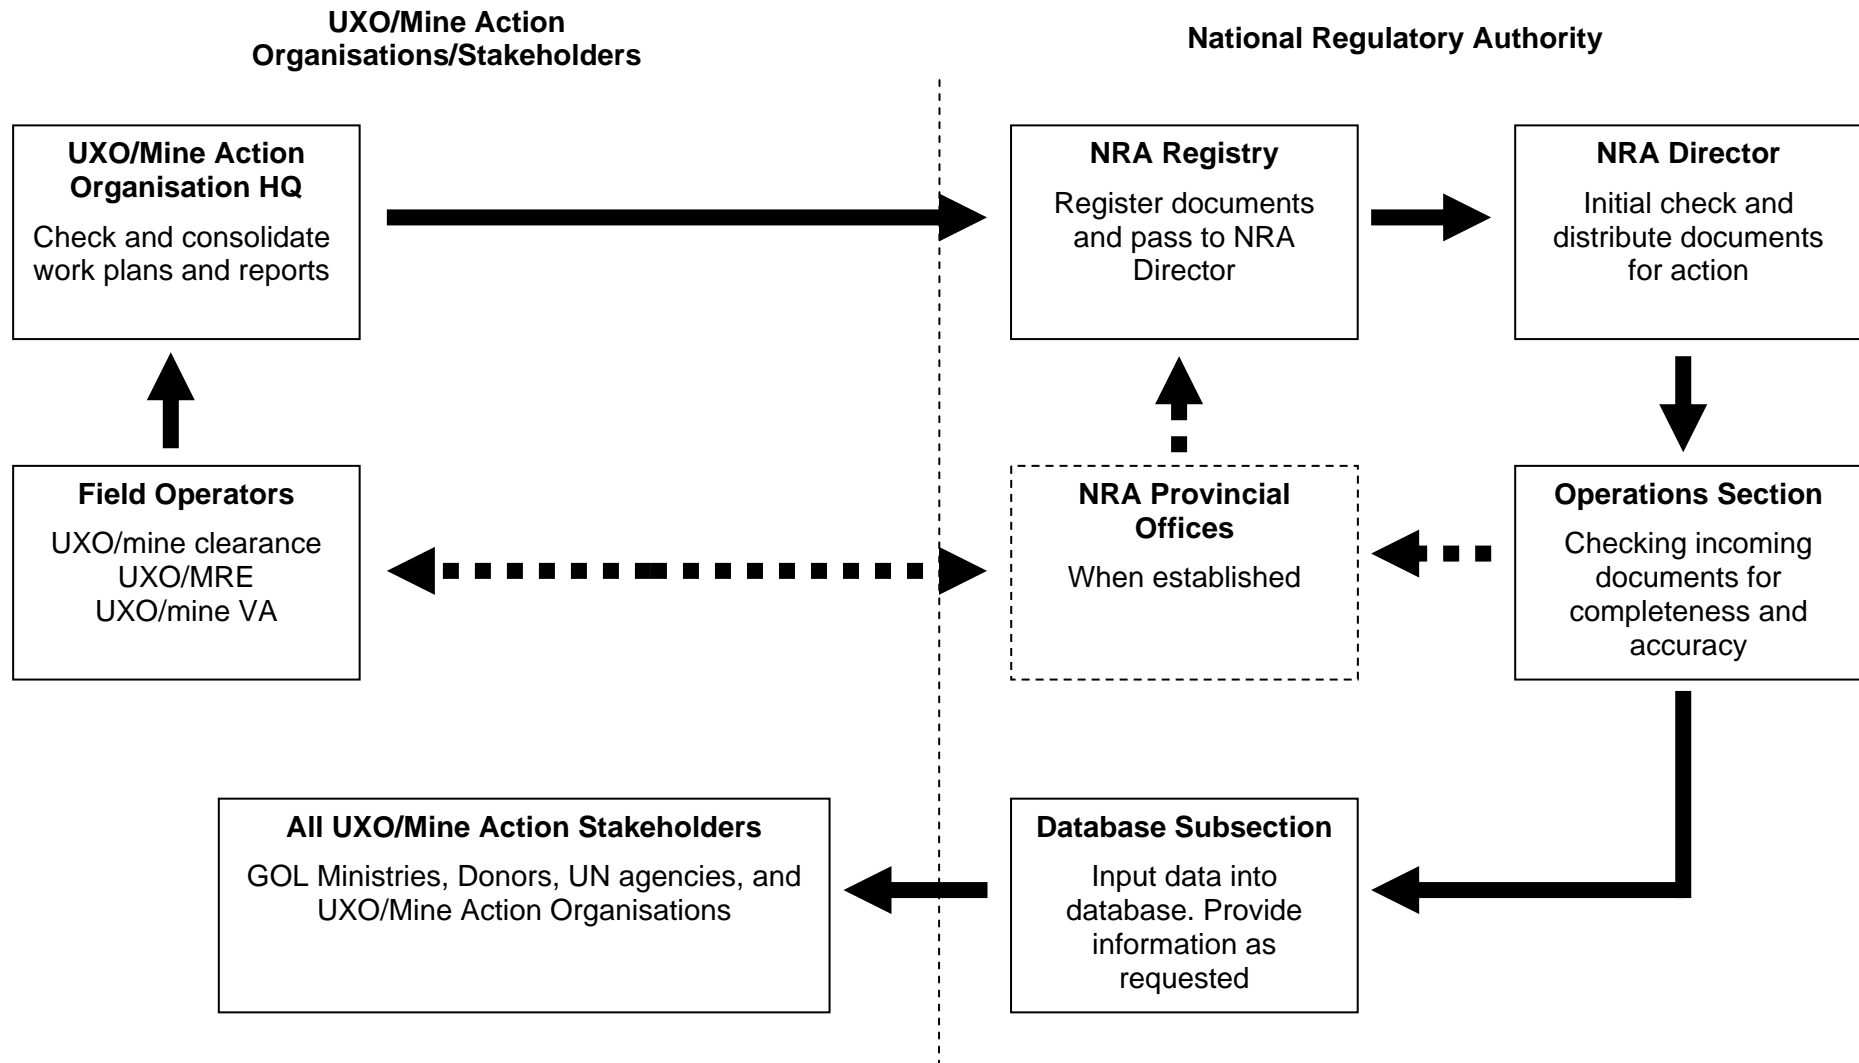 UXO/Mine Action
Organisations/Stakeholders
National Regulatory Authority
UXO/Mine Action
Organisation HQ
Check and consolidate
work plans and reports
NRA Registry
Register documents
and pass to NRA
Director
NRA Director
Initial check and
distribute documents
for action
Field Operators
UXO/mine clearance
UXO/MRE
UXO/mine VA
NRA Provincial
Offices
When established
Operations Section
Checking incoming
documents for
completeness and
accuracy
All UXO/Mine Action Stakeholders
GOL Ministries, Donors, UN agencies, and
UXO/Mine Action Organisations
Database Subsection
Input data into
database. Provide
information as
requested